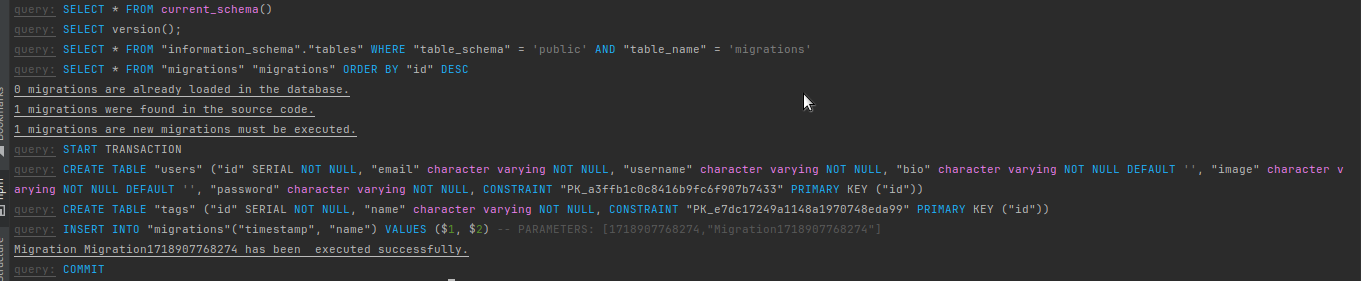 query: SELECT * FROM current_schema()
query: SELECT version();
query: SELECT * FROM "information_schema"."tables" WHERE "table_schema" = 'public' AND "table_name" = 'migrations'
query: SELECT * FROM "migrations" "migrations" ORDER BY "id" DESC
0 migrations are already loaded in the database.
1 migrations were found in the source code.
1 migrations are new migrations must be executed.
query: START TRANSACTION
query: CREATE TABLE "users" ("id" SERIAL NOT NULL, "email" character varying NOT NULL, "username" character varying NOT NULL, "bio" character varying NOT NULL DEFAULT '', "image" character v
arying NOT NULL DEFAULT '', "password" character varying NOT NULL, CONSTRAINT "PK_a3ffb1c0c8416b9fc6f907b7433" PRIMARY KEY ("id"))
query: CREATE TABLE "tags" ("id" SERIAL NOT NULL, "name" character varying NOT NULL, CONSTRAINT "PK_e7dc17249a1148a1970748eda99" PRIMARY KEY ("id"))
query: INSERT INTO "migrations"("timestamp", "name") VALUES ($1, $2) -- PARAMETERS: [1718907768274,"Migration1718907768274"]
Migration Migration1718907768274 has been  executed successfully.
query: COMMIT